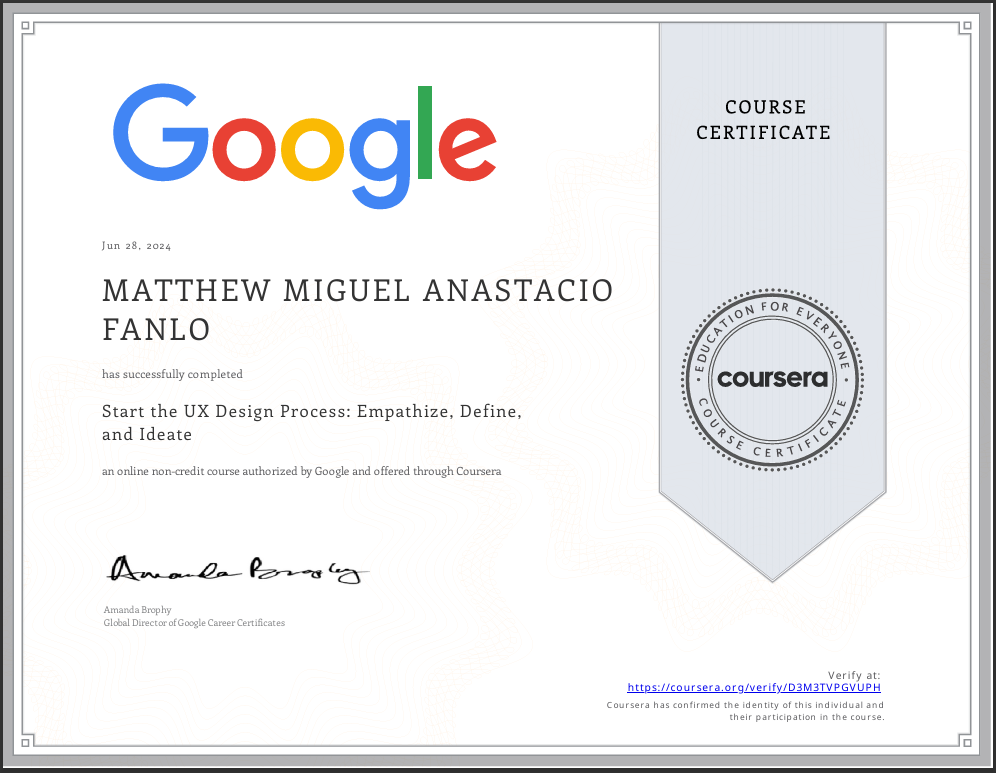 Google
COURSE
CERTIFICATE
Jun 28, 2024
MATTHEW MIGUEL ANASTACIO
FANLO
has successfully completed
Start the UX Design Process: Empathize, Define,
and Ideate
an online non-credit course authorized by Google and offered through Coursera
EDUCATION FOR EVERYONE
coursera
COURSE CERTIFICATE
Amanda Brophy
Amanda Brophy
Global Director of Google Career Certificates
Verify at:
https://coursera.org/verify/D3M3TVPGVUPH
Coursera has confirmed the identity of this individual and
their participation in the course.